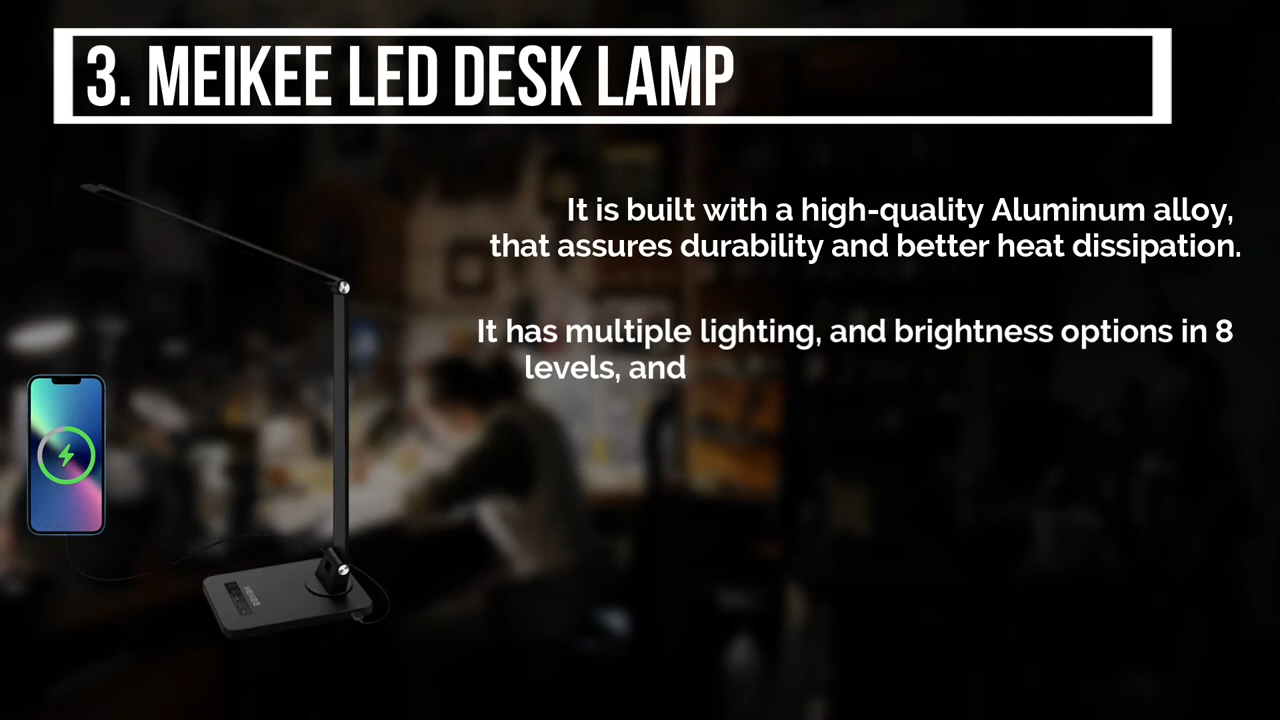 3. MEIKEE LED DESK LAMP
It is built with a high-quality Aluminum alloy,
that assures durability and better heat dissipation.
It has multiple lighting, and brightness options in 8
levels, and
MEIKEE